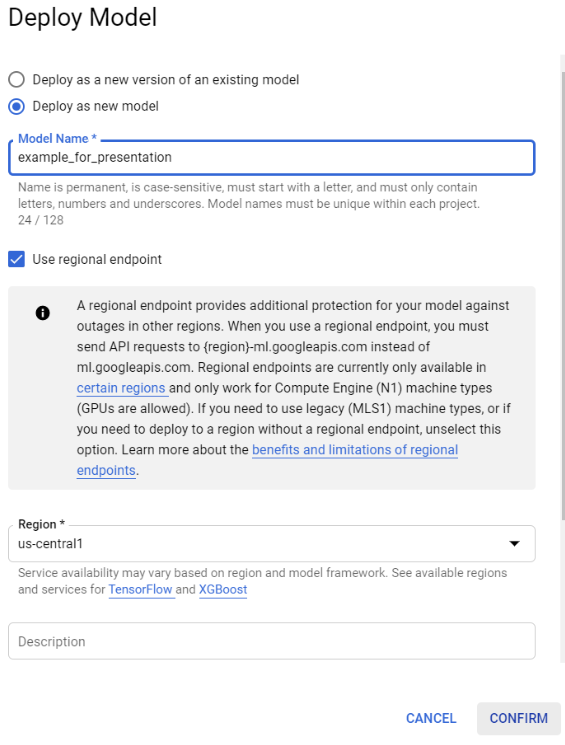 Deploy Model
Deploy as a new version of an existing model
Deploy as new model
Model Name *
example_for_presentation
Name is permanent, is case-sensitive, must start with a letter, and must only contain
letters, numbers and underscores. Model names must be unique within each project.
24 / 128
Use regional endpoint
A regional endpoint provides additional protection for your model against
outages in other regions. When you use a regional endpoint, you must
send API requests to {region}-ml.googleapis.com instead of
ml.googleapis.com. Regional endpoints are currently only available in
certain regions and only work for Compute Engine (N1) machine types
(GPUs are allowed). If you need to use legacy (MLS1) machine types, or if
you need to deploy to a region without a regional endpoint, unselect this
option. Learn more about the benefits and limitations of regional
endpoints.
Region *
us-central1
Service availability may vary based on region and model framework. See available regions
and services for TensorFlow and XGBoost
Description
CANCEL CONFIRM